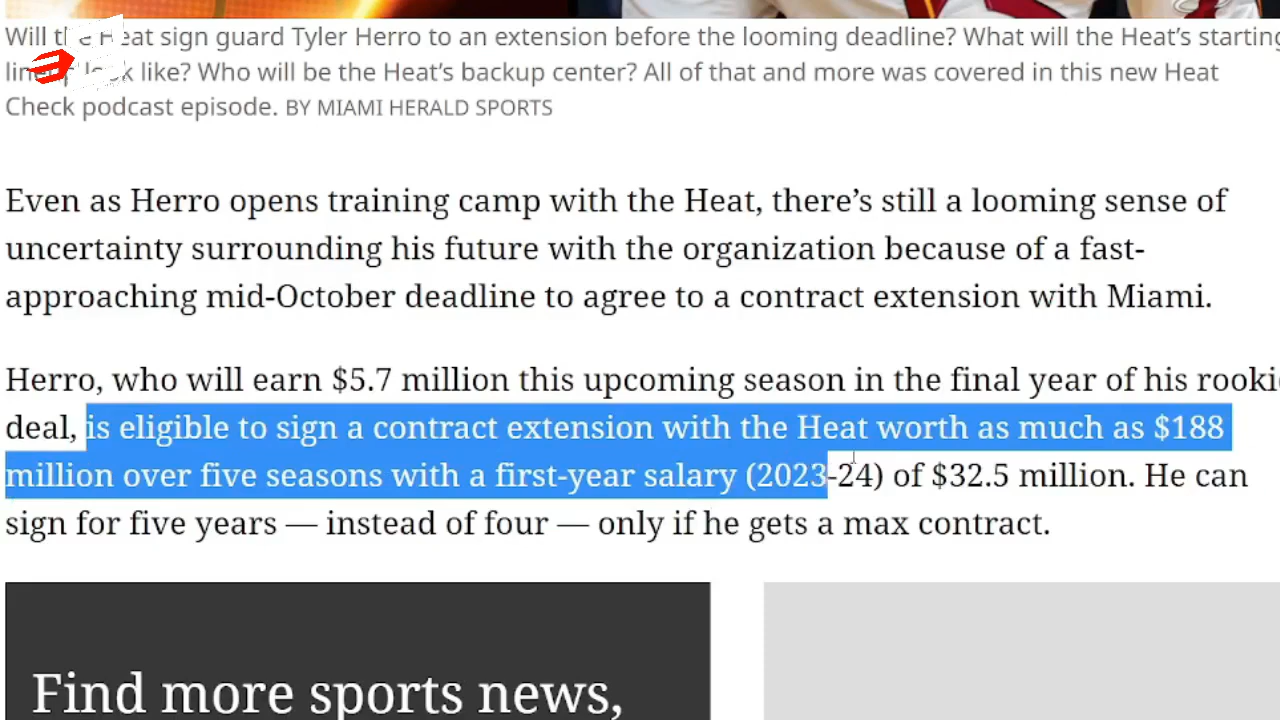 Will the Heat sign guard Tyler Herro to an extension before the looming deadline? What will the Heat's starting
look like? Who will be the Heat's backup center? All of that and more was covered in this new Heat
Check podcast episode. BY MIAMI HERALD SPORTS
Even as Herro opens training camp with the Heat, there's still a looming sense of
uncertainty surrounding his future with the organization because of a fast-
approaching mid-October deadline to agree to a contract extension with Miami.
Herro, who will earn $5.7 million this upcoming season in the final year of his rooki
deal, is eligible to sign a contract extension with the Heat worth as much as $188
million over five seasons with a first-year salary (2023-24) of $32.5 million. He can
sign for five years — instead of four — only if he gets a max contract.
Find more sports news,